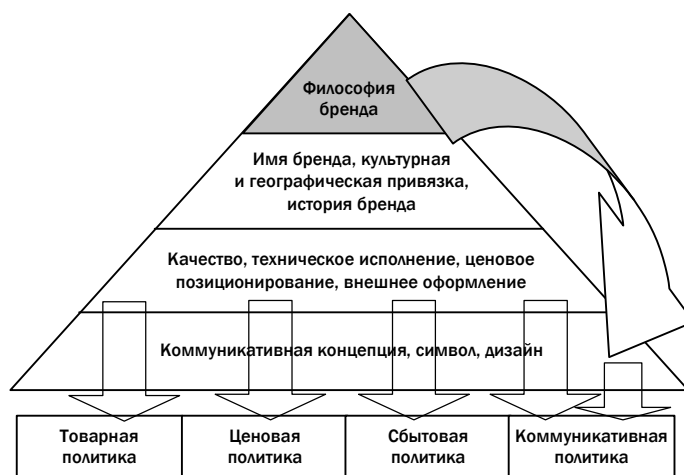 Философия
бренда
Имя бренда, культурная
и географическая привязка,
история бренда
Качество, техническое исполнение, ценовое
позиционирование, внешнее оформление
Коммуникативная концепция, символ, дизайн
Товарная
политика
Ценовая
политика
Сбытовая
политика
Коммуникативная
политика